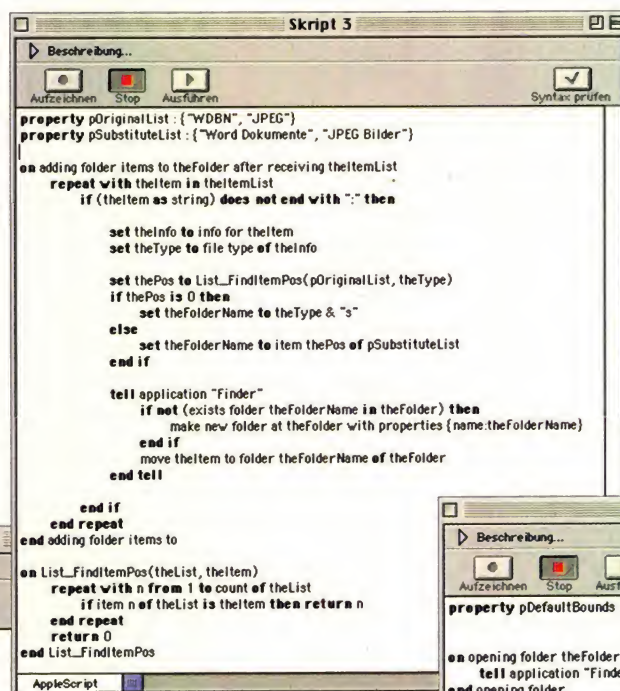 Skript 3
Beschreibung...
Aufzeichnen Stop Ausführen Syntax prüfen
property pOriginalList : {"WDBN", "JPEG"}
property pSubstituteList : {"Word Dokumente", "JPEG Bilder"}
on adding folder items to theFolder after receiving theItemList
repeat with theItem in theItemList
if (theItem as string) does not end with ":" then
set theInfo to info for theItem
set theType to file type of theInfo
set thePos to List_FindItemPos(pOriginalList, theType)
if thePos is 0 then
set theFolderName to theType & "s"
else
set theFolderName to item thePos of pSubstituteList
end if
tell application "Finder"
if not (exists folder theFolderName in theFolder) then
make new folder at theFolder with properties {name:theFolderName}
end if
move theItem to folder theFolderName of theFolder
end tell
end if
end repeat
end adding folder items to
on List_FindItemPos(theList, theItem)
repeat with n from 1 to count of theList
if item n of theList is theItem then return n
end repeat
return 0
end List_FindItemPos
AppleScript
Beschreibung...
Aufzeichnen Stop
property pDefaultBounds
on opening folder theFolder
tell application "Finde
end opening folder